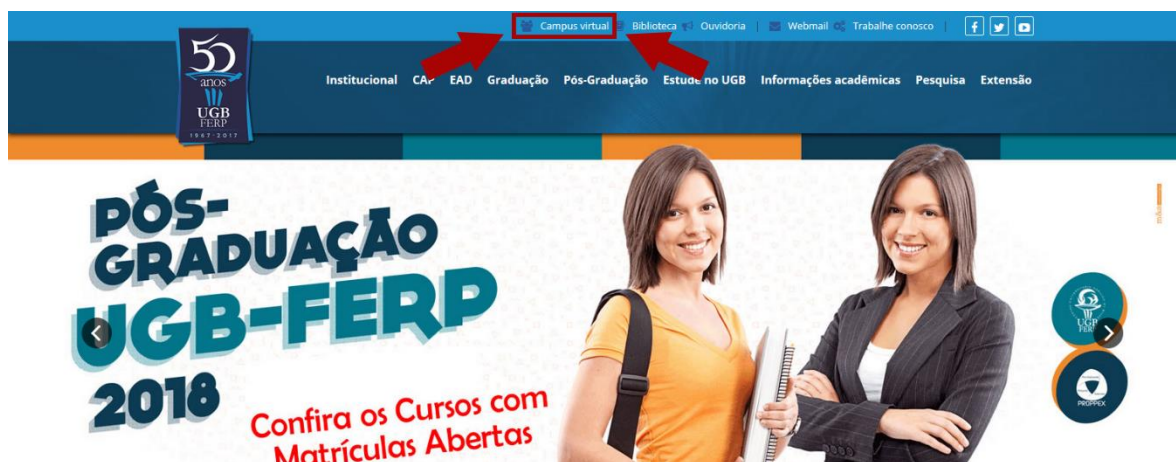 Campus virtual Biblioteca Ouvidoria | Webmail Trabalhe conosco |
50
anos
UGB
FERP
1967-2017
Institucional CAP EAD Graduação Pós-Graduação Estude no UGB Informações acadêmicas Pesquisa Extensão
PÓS-
GRADUAÇÃO
UGB-FERP
2018
Confira os Cursos com
Matrículas Abertas
UGB
FERP
PROPPEX